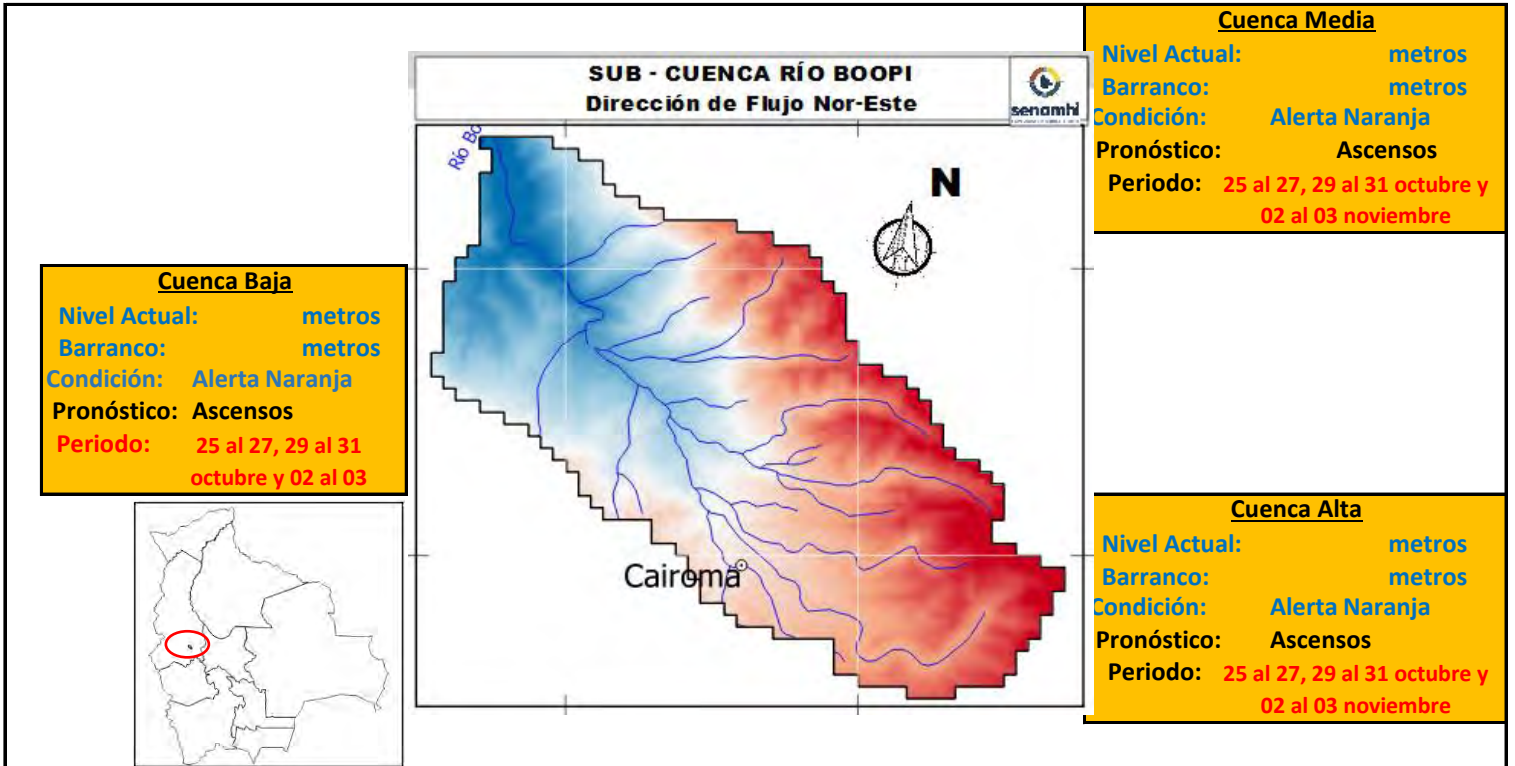 SUB - CUENCA RÍO BOOPI
Dirección de Flujo Nor-Este
senamhi
Río Bo
N
Cairoma
Cuenca Media
Nivel Actual: metros
Barranco: metros
Condición: Alerta Naranja
Pronóstico: Ascensos
Periodo: 25 al 27, 29 al 31 octubre y
02 al 03 noviembre
Cuenca Baja
Nivel Actual: metros
Barranco: metros
Condición: Alerta Naranja
Pronóstico: Ascensos
Periodo: 25 al 27, 29 al 31
octubre y 02 al 03
Cuenca Alta
Nivel Actual: metros
Barranco: metros
Condición: Alerta Naranja
Pronóstico: Ascensos
Periodo: 25 al 27, 29 al 31 octubre y
02 al 03 noviembre